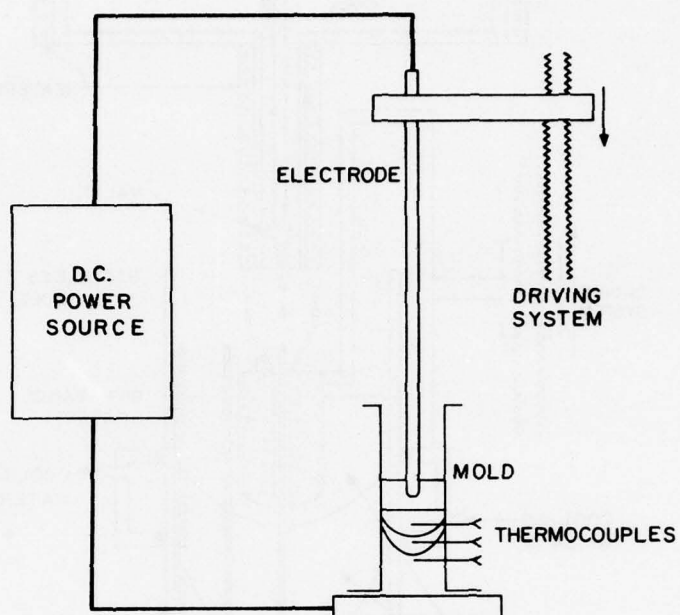 ELECTRODE
D.C.
POWER
SOURCE
DRIVING
SYSTEM
MOLD
THERMOCOUPLES